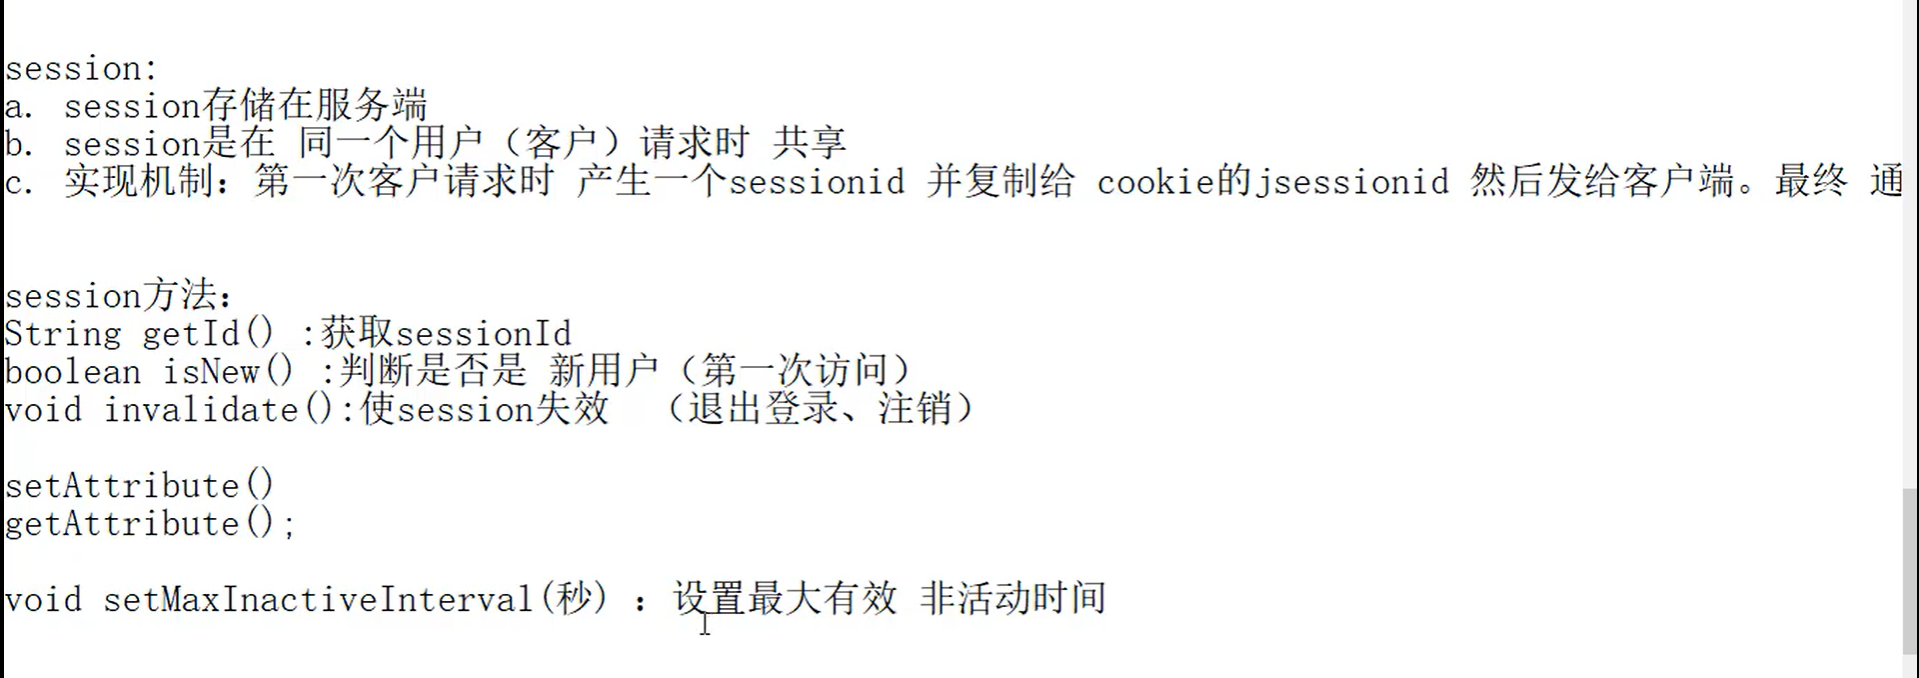 session:
a. session存储在服务端
b. session是在 同一个用户（客户）请求时 共享
c. 实现机制：第一次客户请求时 产生一个sessionid 并复制给 cookie的jsessionid 然后发给客户端。最终 通
session方法：
String getId() :获取sessionId
boolean isNew() :判断是否是 新用户（第一次访问）
void invalidate():使session失效 （退出登录、注销）
setAttribute()
getAttribute();
void setMaxInactiveInterval(秒) ：设置最大有效 非活动时间